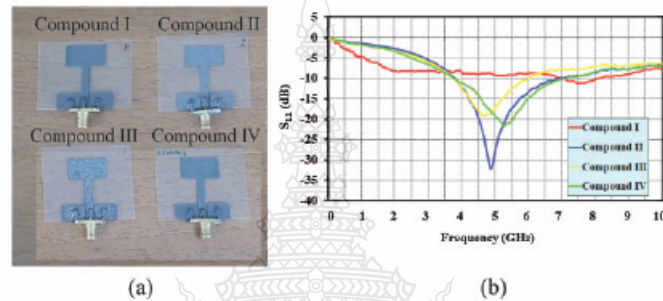 Compound I
Compound II
Compound III
Compound IV
(a)
5
0
-5
-10
-15
-20
-25
-30
-35
-40
S11 (dB)
0 1 2 3 4 5 6 7 8 9 10
Froquoncy (GHz)
Compound I
Compound II
Compound III
Compound IV
(b)